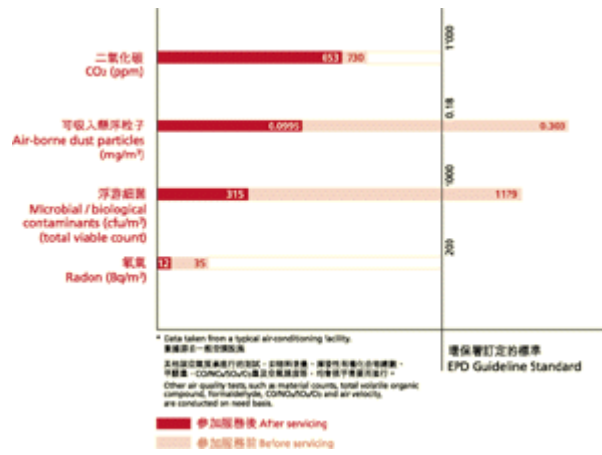 二氧化碳
CO₂ (ppm)
653 730
1'000
可吸入懸浮粒子
Air-borne dust particles
(mg/m³)
0.0995 0.303
0.18
浮游細菌
Microbial / biological
contaminants (cfu/m³)
(total viable count)
315 1179
1000
氡氣
Radon (Bq/m³)
12 35
200
* Data taken from a typical air-conditioning facility.
Other air quality tests, such as material counts, total volatile organic
compound, formaldehyde, CO/NO₂/SO₂/O₃ and air velocity,
are conducted on need basis.
環保署訂定的標準
EPD Guideline Standard
參加服務後 After servicing
參加服務前 Before servicing